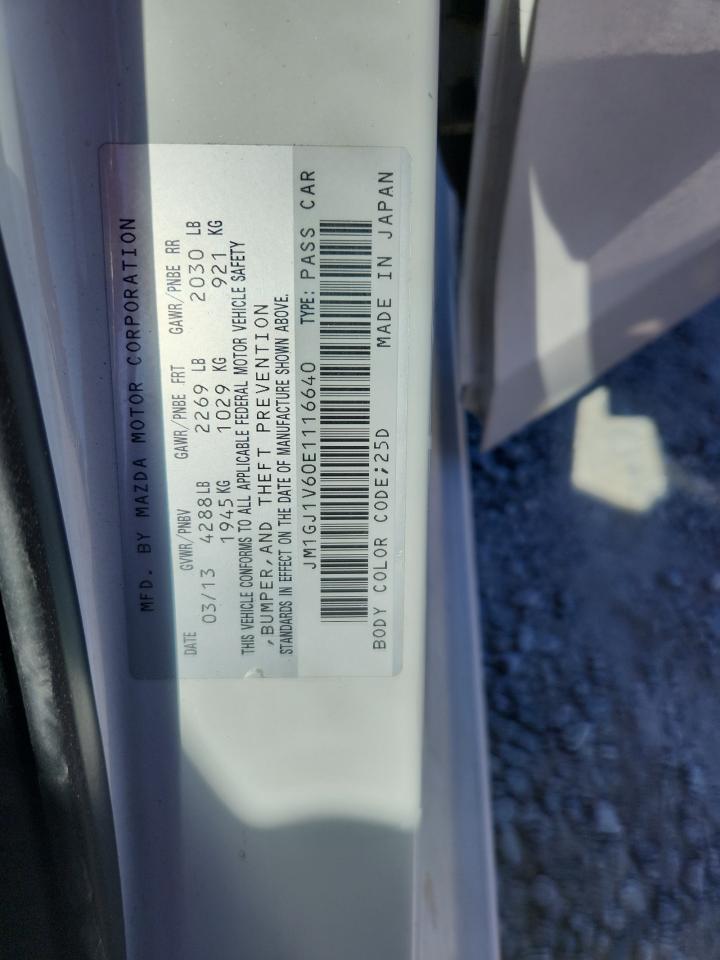 MFD. BY MAZDA MOTOR CORPORATION
DATE GVWR/PNBV GAWR/PNBE FRT GAWR/PNBE RR
03/13 4288LB 2269 LB 2030 LB
1945KG 1029 KG 921 KG
THIS VEHICLE CONFORMS TO ALL APPLICABLE FEDERAL MOTOR VEHICLE SAFETY
,BUMPER,AND THEFT PREVENTION
STANDARDS IN EFFECT ON THE DATE OF MANUFACTURE SHOWN ABOVE.
JM1GJ1V60E1116640 TYPE: PASS CAR
BODY COLOR CODE;25D MADE IN JAPAN